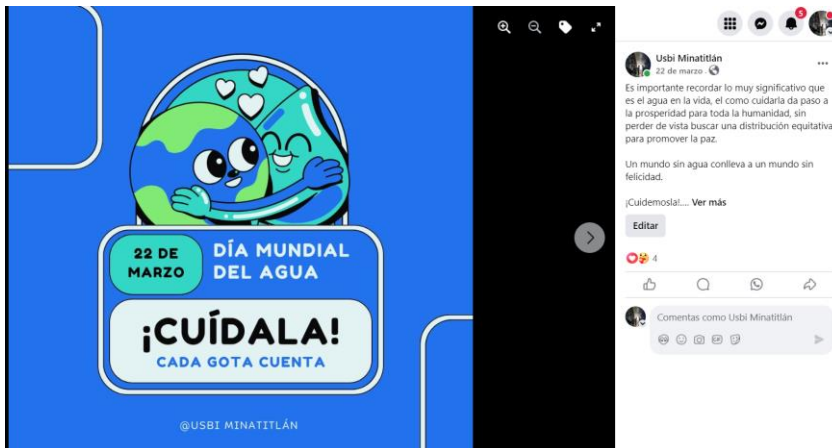 22 DE
MARZO
DÍA MUNDIAL
DEL AGUA
¡CUÍDALA!
CADA GOTA CUENTA
@USBI MINATITLÁN
5
Usbi Minatitlán
22 de marzo ·
Es importante recordar lo muy significativo que
es el agua en la vida, el como cuidarla da paso a
la prosperidad para toda la humanidad, sin
perder de vista buscar una distribución equitativa
para promover la paz.
Un mundo sin agua conlleva a un mundo sin
felicidad.
¡Cuidemosla!.... Ver más
Editar
4
Comentas como Usbi Minatitlán